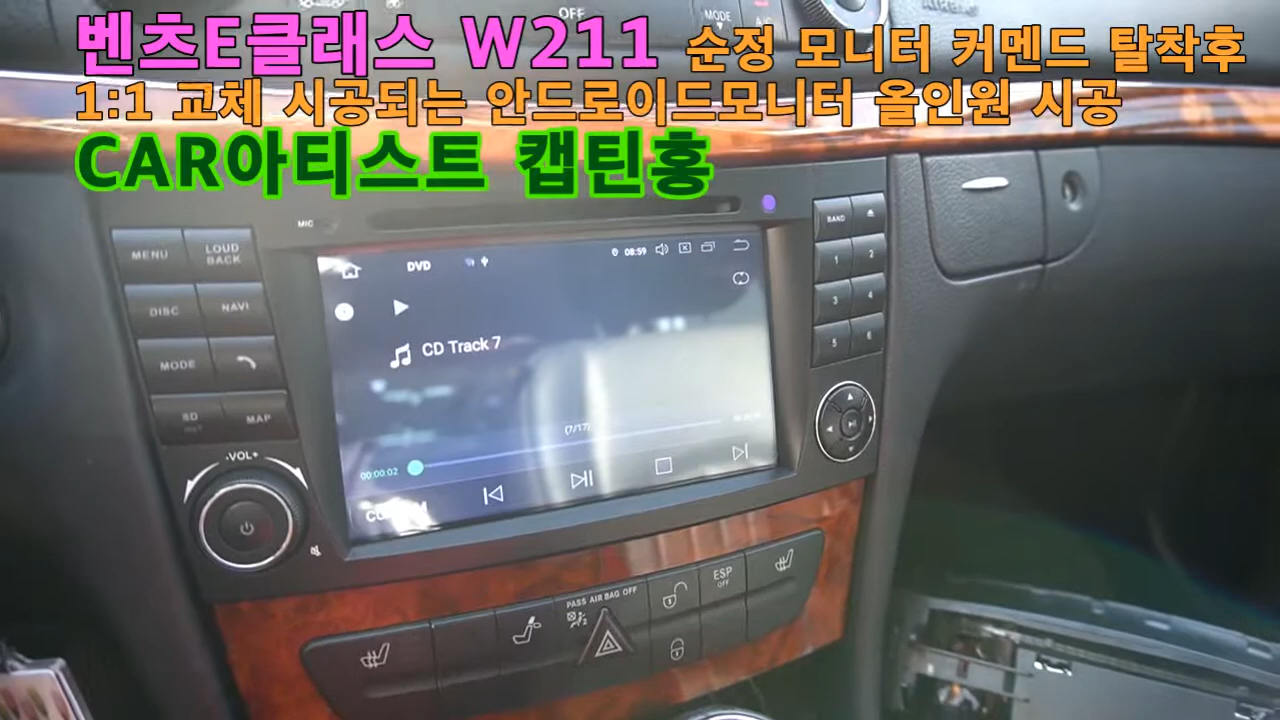 벤츠E클래스 W211 순정 모니터 커멘드 탈착후
1:1 교체 시공되는 안드로이드모니터 올인원 시공
CAR아티스트 캡틴홍
OFF
MODE
MIC
MENU
LOUD BACK
DISC
NAVI
MODE
SD
MAP
-VOL+
DVD
08:59
CD Track 7
(7/17)
00:00:02
BAND
1
2
3
4
5
6
PASS AIR BAG OFF
ESP
OFF